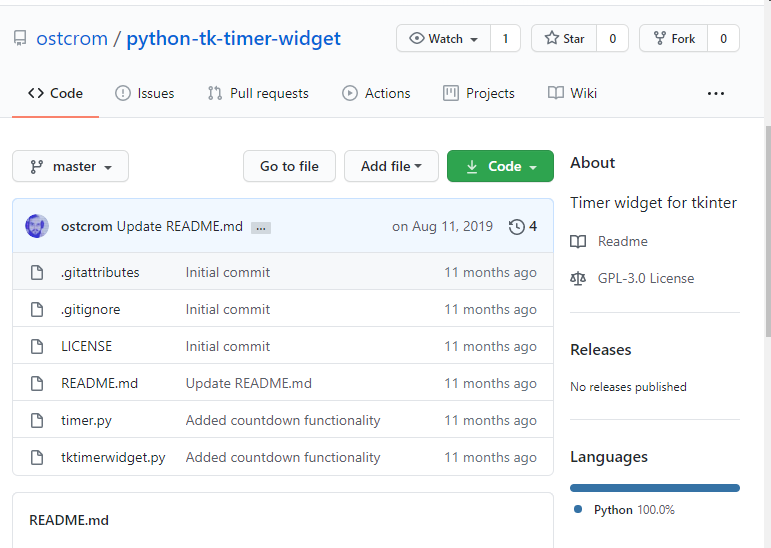 ostcrom / python-tk-timer-widget
Watch 1 Star 0 Fork 0
Code Issues Pull requests Actions Projects Wiki ...
master Go to file Add file Code
ostcrom Update README.md ... on Aug 11, 2019 4
.gitattributes Initial commit 11 months ago
.gitignore Initial commit 11 months ago
LICENSE Initial commit 11 months ago
README.md Update README.md 11 months ago
timer.py Added countdown functionality 11 months ago
tktimerwidget.py Added countdown functionality 11 months ago
README.md
About
Timer widget for tkinter
Readme
GPL-3.0 License
Releases
No releases published
Languages
Python 100.0%